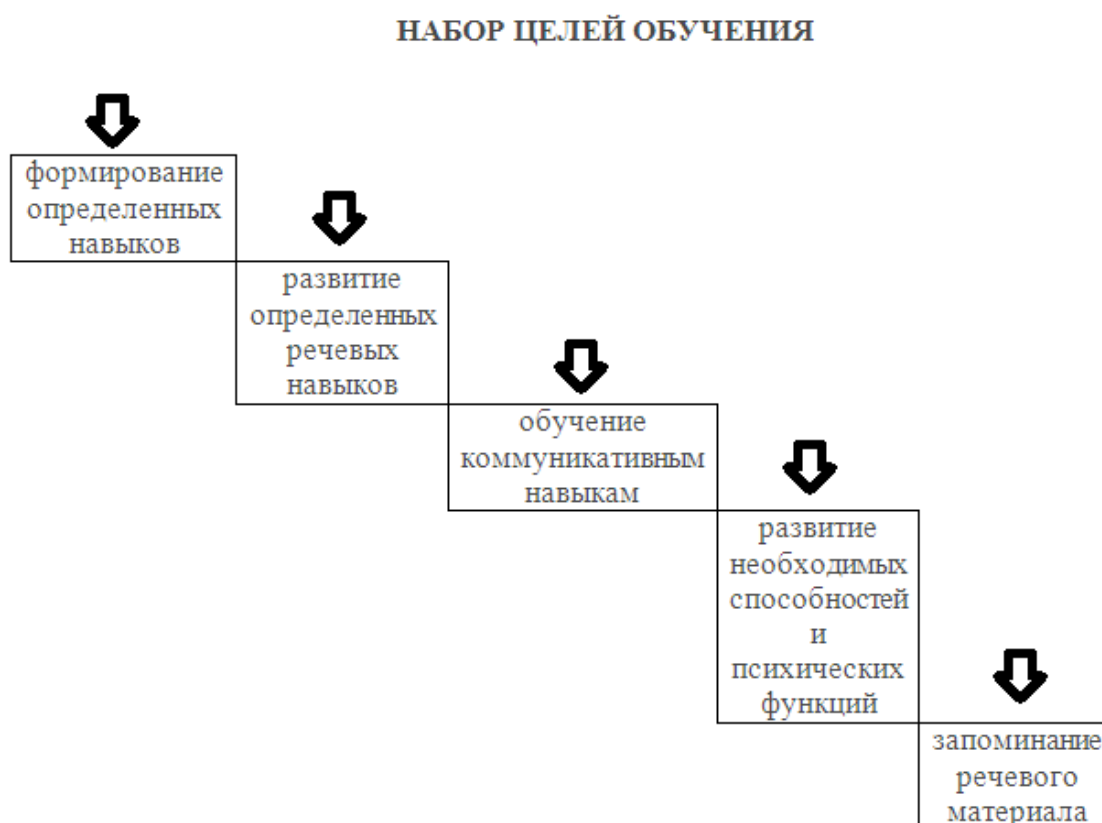 НАБОР ЦЕЛЕЙ ОБУЧЕНИЯ
формирование
определенных
навыков
развитие
определенных
речевых
навыков
обучение
коммуникативным
навыкам
развитие
необходимых
способностей
и
психических
функций
запоминание
речевого
материала